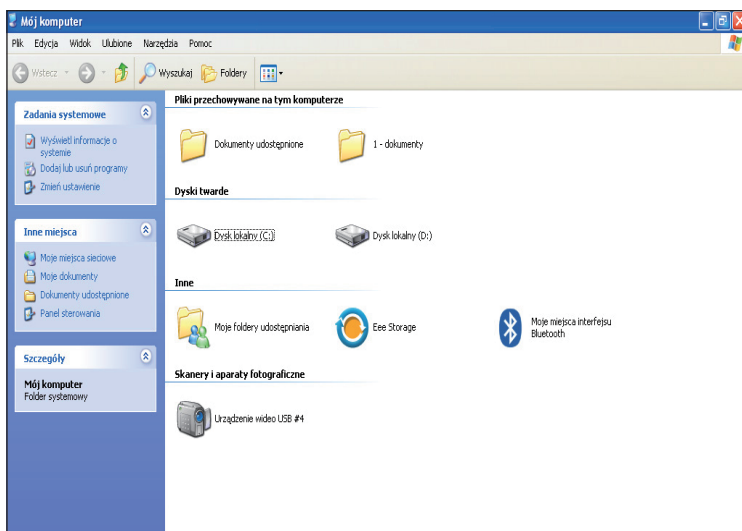 Mój komputer
Plik Edycja Widok Ulubione Narzędzia Pomoc
Wstecz Wyszukaj Foldery
Zadania systemowe
Wyświetl informacje o
systemie
Dodaj lub usuń programy
Zmień ustawienie
Inne miejsca
Moje miejsca sieciowe
Moje dokumenty
Dokumenty udostępnione
Panel sterowania
Szczegóły
Mój komputer
Folder systemowy
Pliki przechowywane na tym komputerze
Dokumenty udostępnione
1 - dokumenty
Dyski twarde
Dysk lokalny (C:)
Dysk lokalny (D:)
Inne
Moje foldery udostępniania
Eee Storage
Moje miejsca interfejsu
Bluetooth
Skanery i aparaty fotograficzne
Urządzenie wideo USB #4